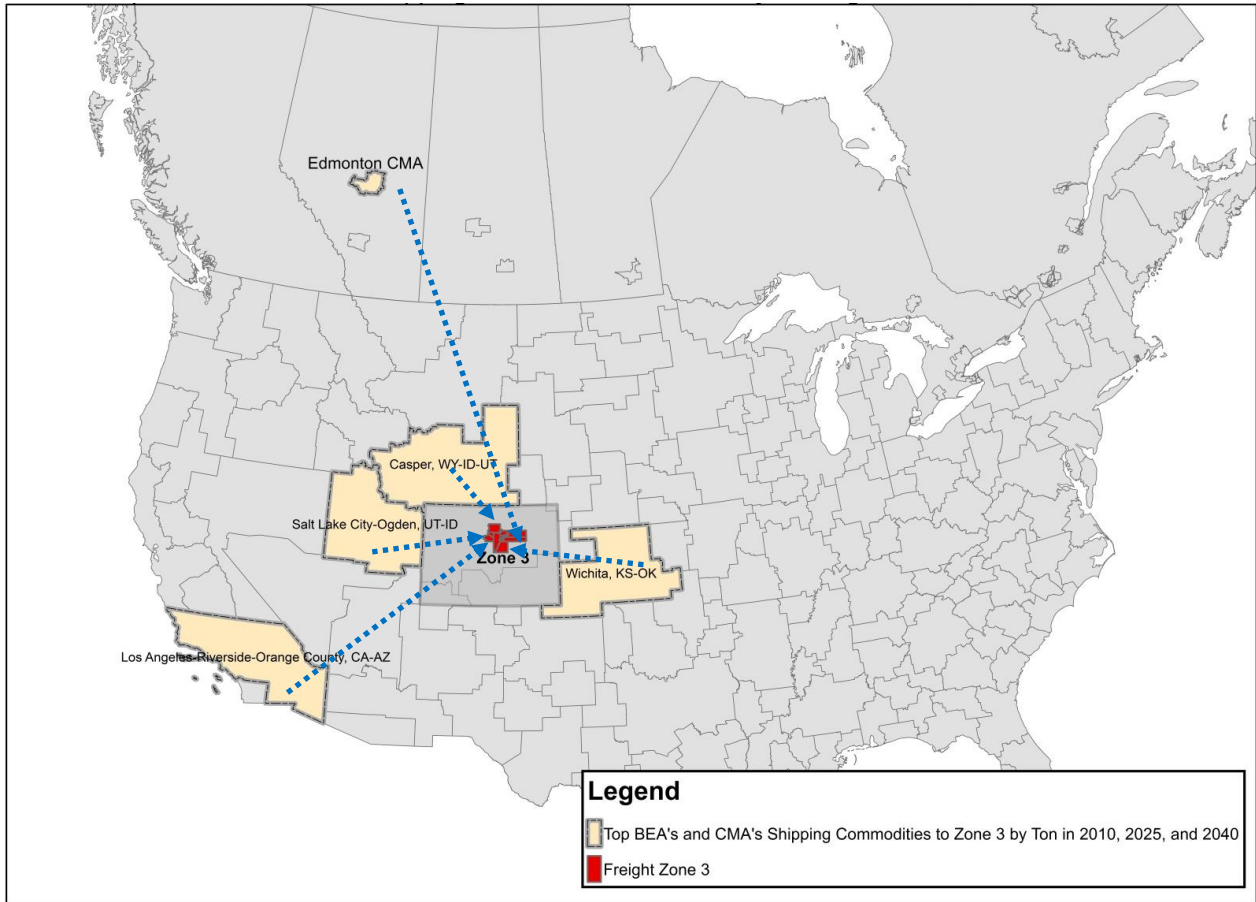 Edmonton CMA
Casper, WY-ID-UT
Salt Lake City-Ogden, UT-ID
Zone 3
Wichita, KS-OK
Los Angeles-Riverside-Orange County, CA-AZ
Legend
Top BEA's and CMA's Shipping Commodities to Zone 3 by Ton in 2010, 2025, and 2040
Freight Zone 3